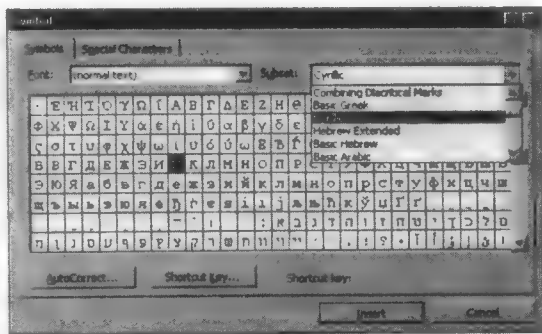 Symbol
Symbols Special Characters
Font: (normal text) Subset: Cyrillic
Combining Diacritical Marks
Basic Greek
Cyrillic
Hebrew Extended
Basic Hebrew
Basic Arabic
Έ Ή Ί Ό Ύ Ώ ΐ Α Β Γ Δ Ε Ζ Η Θ
Φ Χ Ψ Ω Ϊ Ϋ ά έ ή ί ΰ α β γ δ ε
ς σ τ υ φ χ ψ ω ϊ ϋ ό ύ ώ Ё Ђ Ѓ
Б В Г Д Е Ж З И К Л М Н О П Р С Т У Ф Х Ц Ч Ш
Э Ю Я а б в г д е ж з и й к л м н о п р с т у ф х ц ч ш
щ ъ ы ь э ю я ё ђ ѓ є ѕ і ї ј љ њ ћ ќ ў џ Ґ ґ
AutoCorrect... Shortcut Key... Shortcut key:
Insert Cancel